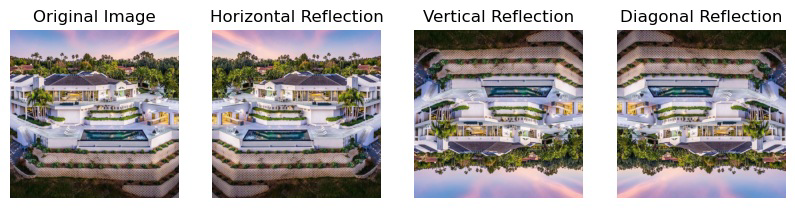 Original Image
Horizontal Reflection
Vertical Reflection
Diagonal Reflection